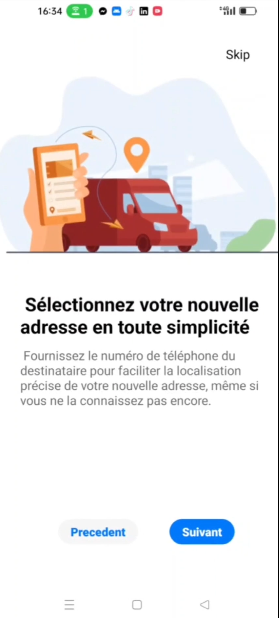 16:34
1
Skip
Sélectionnez votre nouvelle
adresse en toute simplicité
Fournissez le numéro de téléphone du
destinataire pour faciliter la localisation
précise de votre nouvelle adresse, même si
vous ne la connaissez pas encore.
Precedent
Suivant